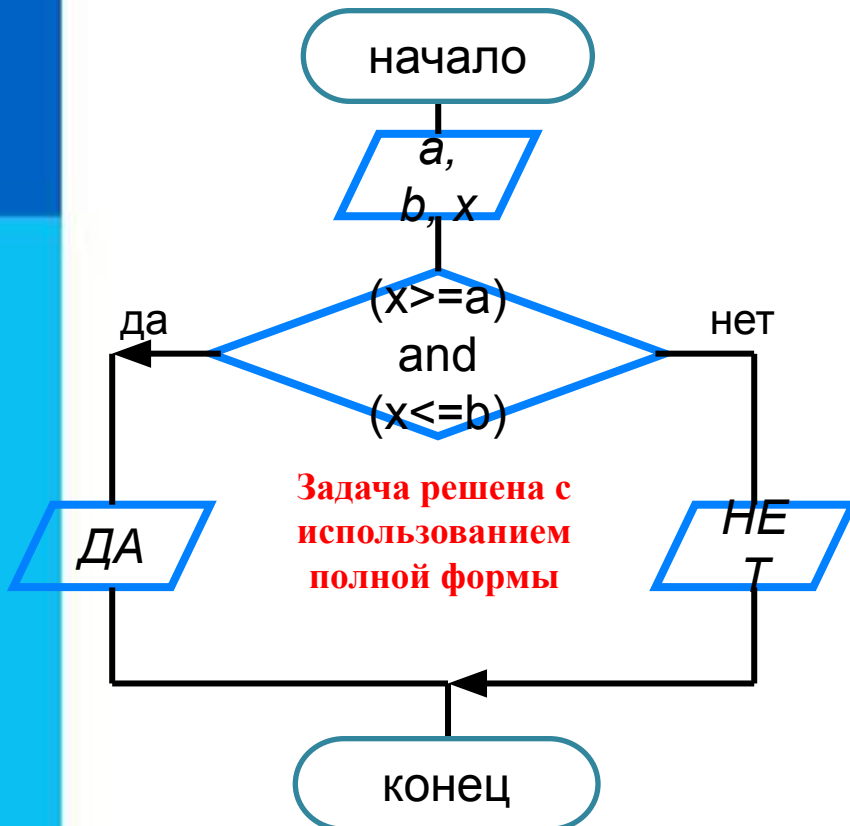 начало
a,
b, x
(x>=a)
and
(x<=b)
да
нет
Задача решена с
использованием
полной формы
ДА
НЕ
Т
конец